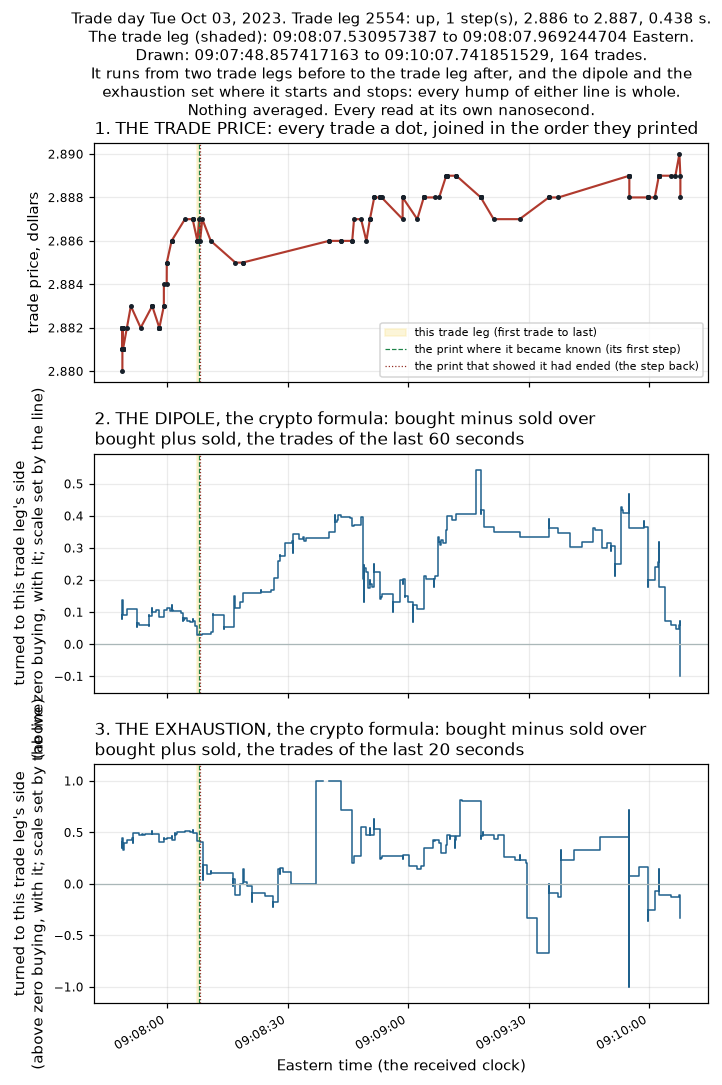 Trade day Tue Oct 03, 2023. Trade leg 2554: up, 1 step(s), 2.886 to 2.887, 0.438 s.
The trade leg (shaded): 09:08:07.530957387 to 09:08:07.969244704 Eastern.
Drawn: 09:07:48.857417163 to 09:10:07.741851529, 164 trades.
It runs from two trade legs before to the trade leg after, and the dipole and the
exhaustion set where it starts and stops: every hump of either line is whole.
Nothing averaged. Every read at its own nanosecond.
1. THE TRADE PRICE: every trade a dot, joined in the order they printed
trade price, dollars
2.890
2.888
2.886
2.884
2.882
2.880
this trade leg (first trade to last)
the print where it became known (its first step)
the print that showed it had ended (the step back)
2. THE DIPOLE, the crypto formula: bought minus sold over
bought plus sold, the trades of the last 60 seconds
turned to this trade leg's side
(above zero buying, with it; scale set by the line)
0.5
0.4
0.3
0.2
0.1
0.0
−0.1
3. THE EXHAUSTION, the crypto formula: bought minus sold over
bought plus sold, the trades of the last 20 seconds
turned to this trade leg's side
(above zero buying, with it; scale set by the line)
1.0
0.5
0.0
−0.5
−1.0
09:08:00
09:08:30
09:09:00
09:09:30
09:10:00
Eastern time (the received clock)